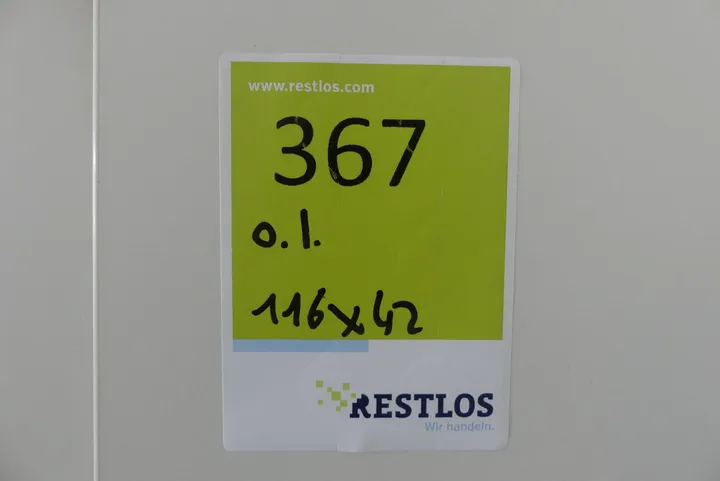 www.restlos.com
367
o.l.
116x42
RESTLOS
Wir handeln.